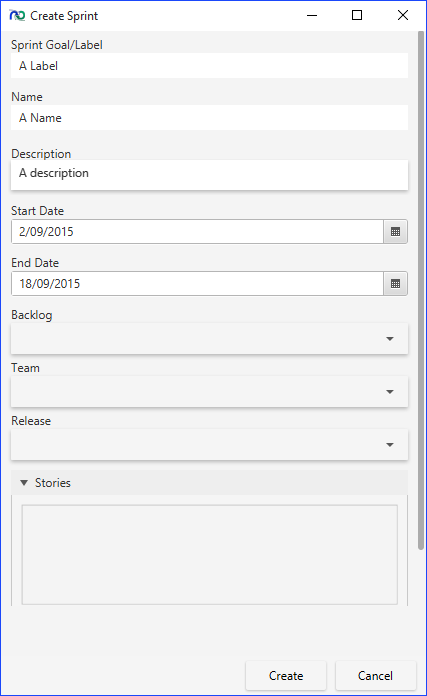 Create Sprint
Sprint Goal/Label
A Label
Name
A Name
Description
A description
Start Date
2/09/2015
End Date
18/09/2015
Backlog
Team
Release
Stories
Create Cancel